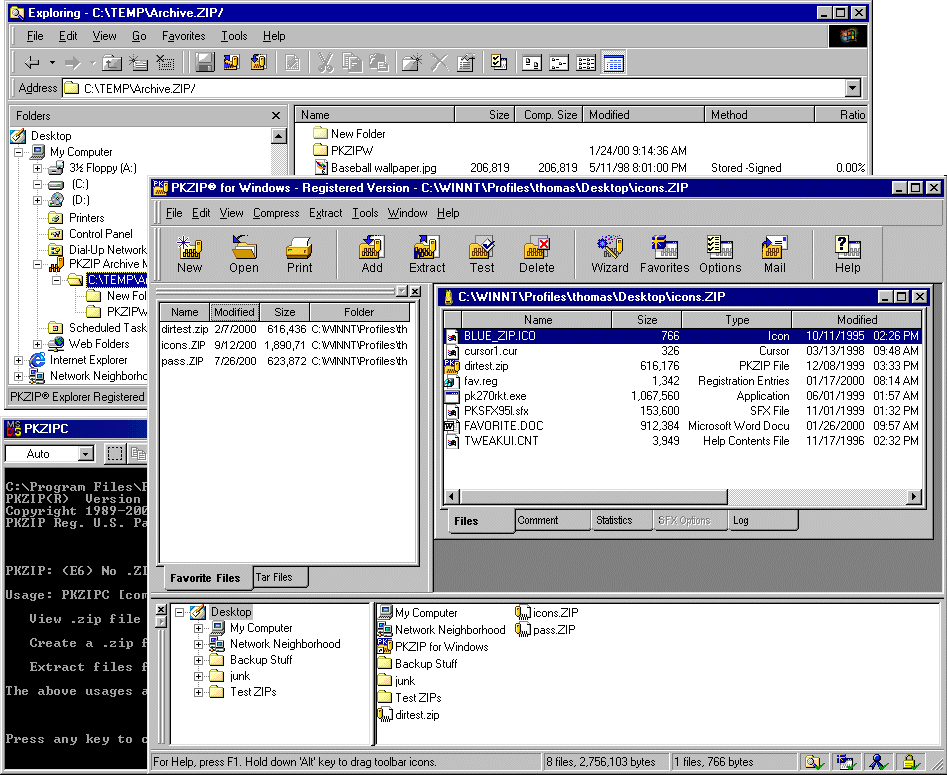 Exploring - C:\TEMP\Archive.ZIP/
File Edit View Go Favorites Tools Help
Address C:\TEMP\Archive.ZIP/
Folders
Desktop
My Computer
3½ Floppy (A:)
(C:)
(D:)
Printers
Control Panel
Dial-Up Network
PKZIP Archive M
C:\TEMP\A
New Fol
PKZIPW
Scheduled Task
Web Folders
Internet Explorer
Network Neighborho
PKZIP® Explorer Registered
Name Size Comp. Size Modified Method Ratio
New Folder
PKZIPW 1/24/00 9:14:36 AM
Baseball wallpaper.jpg 206,819 206,819 5/11/98 8:01:00 PM Stored -Signed 0.00%
PKZIPC
Auto
C:\Program Files\P
PKZIP(R) Version
Copyright 1989-200
PKZIP Reg. U.S. Pa
PKZIP: (E6) No .ZI
Usage: PKZIPC [com
View .zip file
Create a .zip f
Extract files f
The above usages a
Press any key to c
PKZIP® for Windows - Registered Version - C:\WINNT\Profiles\thomas\Desktop\icons.ZIP
File Edit View Compress Extract Tools Window Help
New Open Print Add Extract Test Delete Wizard Favorites Options Mail Help
Name Modified Size Folder
dirtest.zip 2/7/2000 616,436 C:\WINNT\Profiles\th
icons.ZIP 9/12/200 1,890,71 C:\WINNT\Profiles\th
pass.ZIP 7/26/200 623,872 C:\WINNT\Profiles\th
Favorite Files Tar Files
C:\WINNT\Profiles\thomas\Desktop\icons.ZIP
Name Size Type Modified
BLUE_ZIP.ICO 766 Icon 10/11/1995 02:26 PM
cursor1.cur 326 Cursor 03/13/1998 09:48 AM
dirtest.zip 616,176 PKZIP File 12/08/1999 03:33 PM
fav.reg 1,342 Registration Entries 01/17/2000 08:14 AM
pk270rkt.exe 1,067,560 Application 06/01/1999 01:57 AM
PKSFX95I.sfx 153,600 SFX File 11/01/1999 01:32 PM
FAVORITE.DOC 912,384 Microsoft Word Docu 01/26/2000 09:57 AM
TWEAKUI.CNT 3,949 Help Contents File 11/17/1996 02:32 PM
Files Comment Statistics SFX Options Log
Desktop
My Computer
Network Neighborhood
Backup Stuff
junk
Test ZIPs
My Computer
Network Neighborhood
PKZIP for Windows
Backup Stuff
junk
Test ZIPs
dirtest.zip
icons.ZIP
pass.ZIP
For Help, press F1. Hold down 'Alt' key to drag toolbar icons. 8 files, 2,756,103 bytes 1 files, 766 bytes